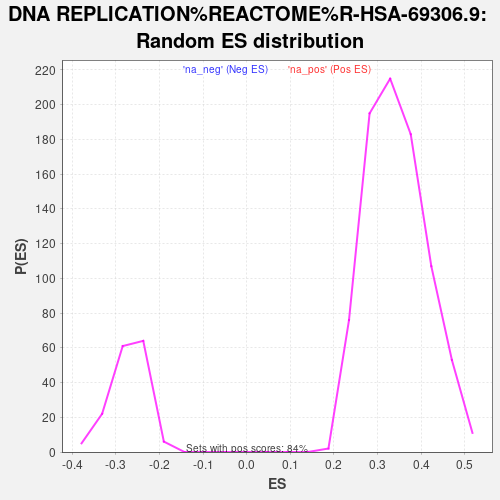 DNA REPLICATION%REACTOME%R-HSA-69306.9:
Random ES distribution
'na_neg' (Neg ES)
'na_pos' (Pos ES)
220
200
180
160
140
120
100
80
60
40
20
0
P(ES)
Sets with pos scores: 84%
-0.4 -0.3 -0.2 -0.1 0.0 0.1 0.2 0.3 0.4 0.5
ES